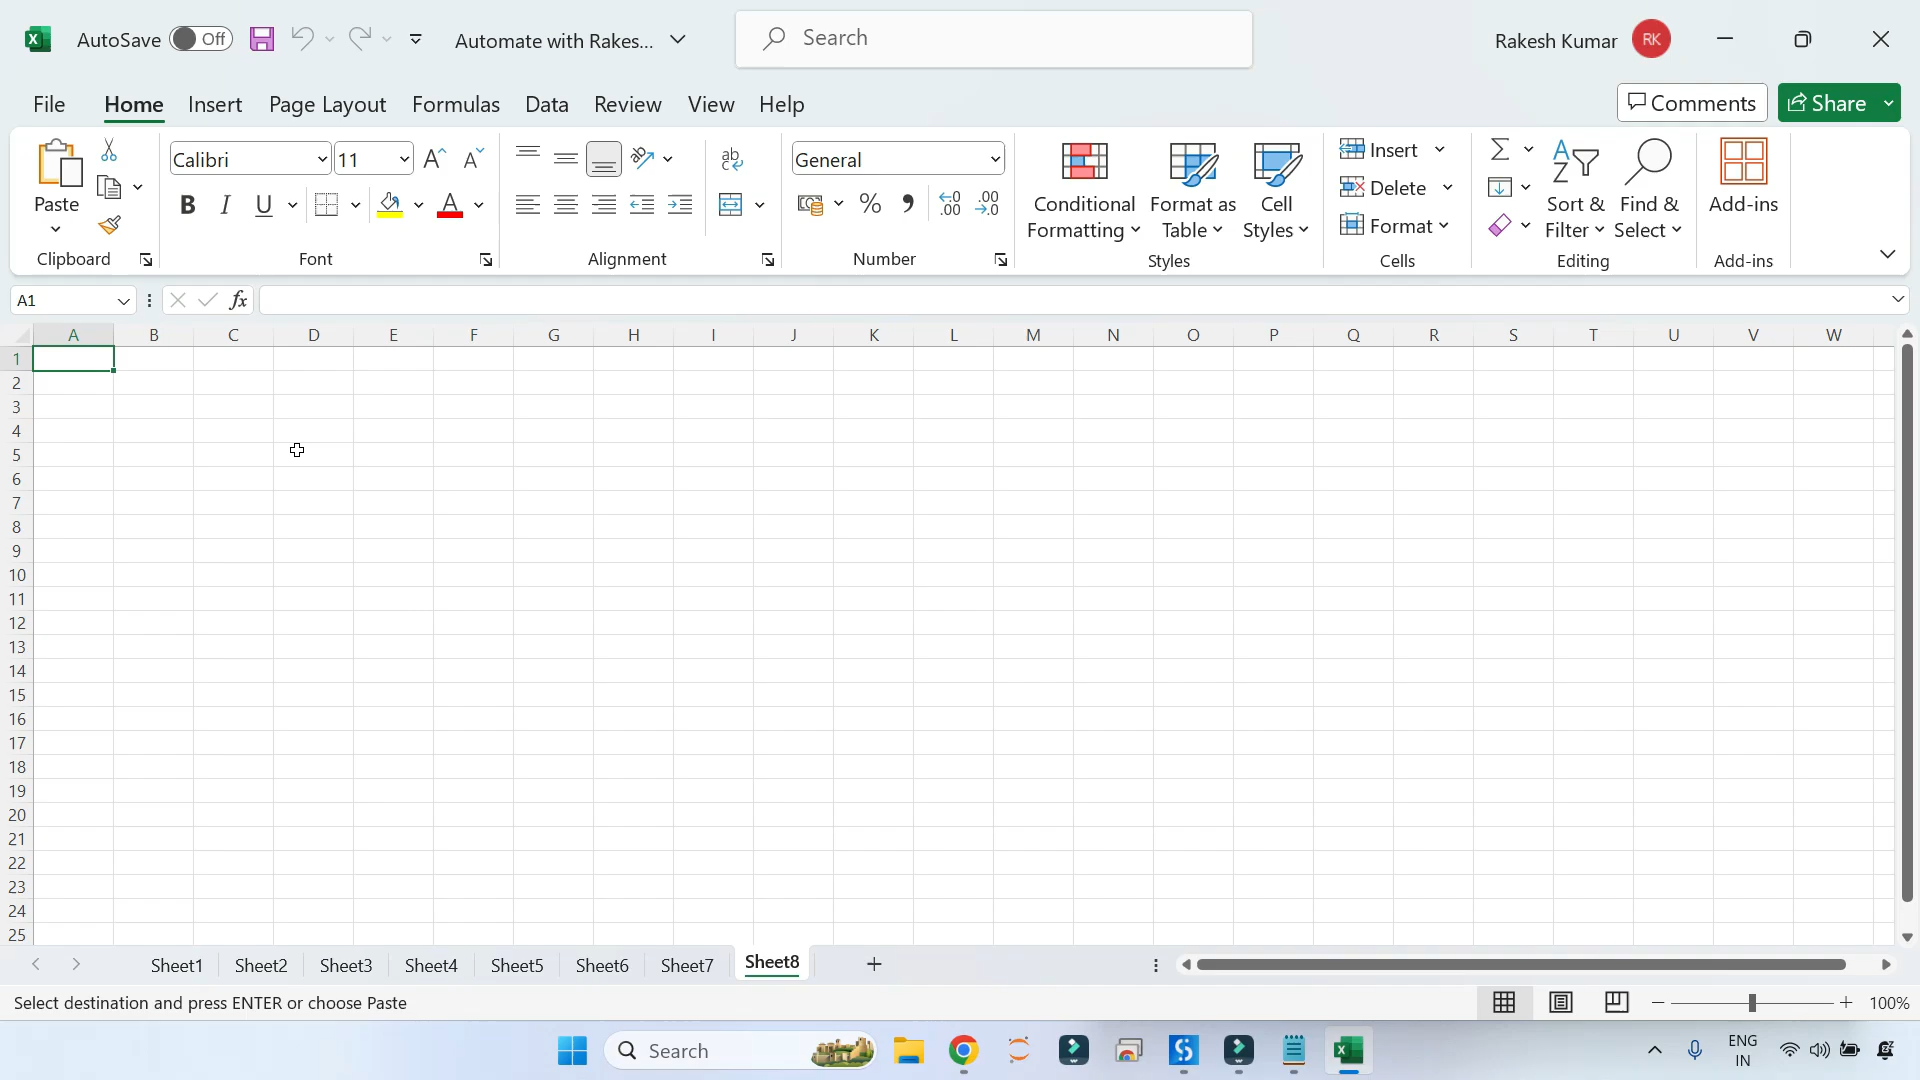 AutoSave Off Automate with Rakes... Search Rakesh Kumar RK
File Home Insert Page Layout Formulas Data Review View Help Comments Share
Calibri 11 ab General Insert
Paste Delete
B I U % , .00 .00 Conditional Format as Cell Sort & Find & Add-ins
Formatting Table Styles Format Filter Select
Clipboard Font Alignment Number Styles Cells Editing Add-ins
A1 fx
A B C D E F G H I J K L M N O P Q R S T U V W
1
2
3
4
5
6
7
8
9
10
11
12
13
14
15
16
17
18
19
20
21
22
23
24
25
Sheet1 Sheet2 Sheet3 Sheet4 Sheet5 Sheet6 Sheet7 Sheet8 +
Select destination and press ENTER or choose Paste 100%
Search ENG
IN